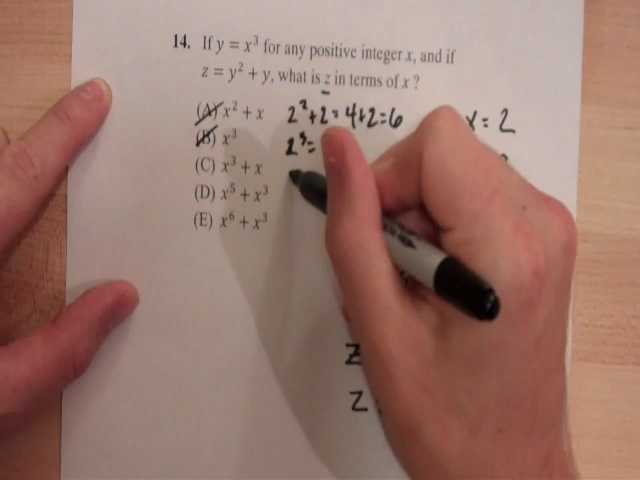 14. If y = x³ for any positive integer x, and if
z = y² + y, what is z in terms of x ?
(A) x² + x 2² + 2 = 4 + 2 = 6 x = 2
(B) x³ 2³ =
(C) x³ + x
(D) x⁵ + x³
(E) x⁶ + x³
z
z